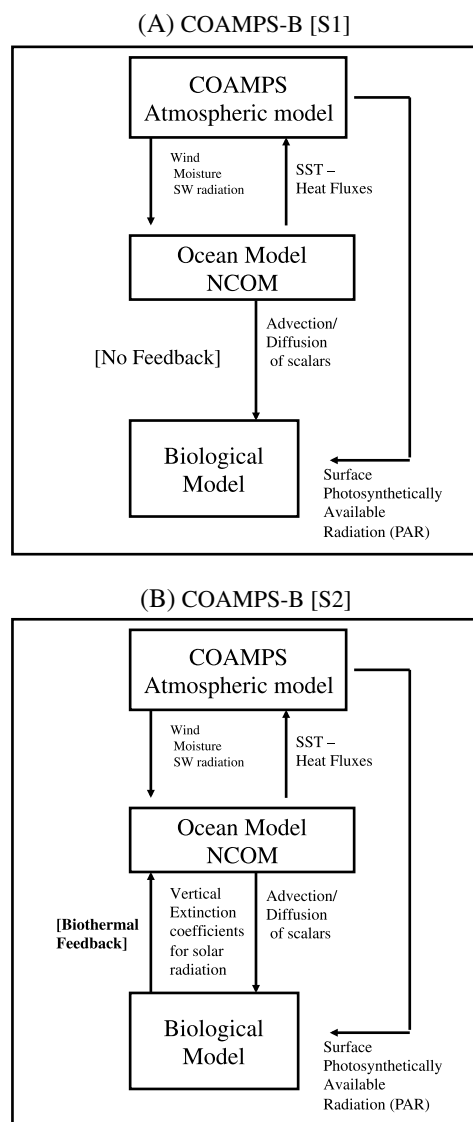 (A) COAMPS-B [S1]
COAMPS
Atmospheric model
Wind
Moisture
SW radiation
SST –
Heat Fluxes
Ocean Model
NCOM
[No Feedback]
Advection/
Diffusion
of scalars
Biological
Model
Surface
Photosynthetically
Available
Radiation (PAR)
(B) COAMPS-B [S2]
COAMPS
Atmospheric model
Wind
Moisture
SW radiation
SST –
Heat Fluxes
Ocean Model
NCOM
[Biothermal
Feedback]
Vertical
Extinction
coefficients
for solar
radiation
Advection/
Diffusion
of scalars
Biological
Model
Surface
Photosynthetically
Available
Radiation (PAR)